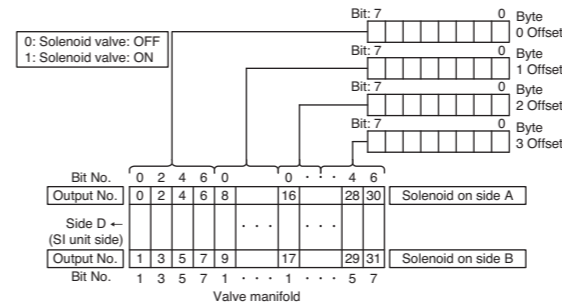 Bit: 7 0 Byte
0 Offset
0: Solenoid valve: OFF
1: Solenoid valve: ON
Bit: 7 0 Byte
1 Offset
Bit: 7 0 Byte
2 Offset
Bit: 7 0 Byte
3 Offset
Bit No. 0 2 4 6 0 0 · · · 4 6
Output No. 0 2 4 6 8 16 28 30 Solenoid on side A
Side D ←
(SI unit side)
· · · · · ·
Output No. 1 3 5 7 9 17 29 31 Solenoid on side B
Bit No. 1 3 5 7 1 · · · 1 · · · 5 7
Valve manifold